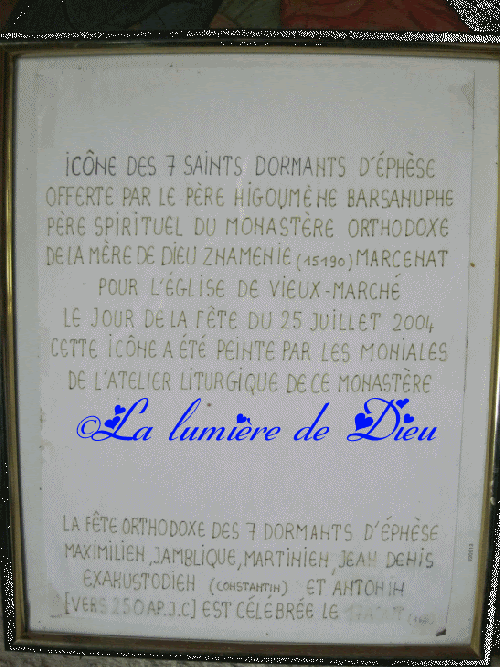 iCÔNE DES 7 SAINTS DORMANTS D'ÉPHÈSE
OFFERTE PAR LE PÈRE HIGOUMÈNE BARSANUPHE
PÈRE SPIRITUEL DU MONASTÈRE ORTHODOXE
DE LA MÈRE DE DIEU ZNAMENIE (15190) MARCENAT
POUR L'ÉGLISE DE VIEUX-MARCHÉ
LE JOUR DE LA FÊTE DU 25 JUILLET 2004
CETTE ICÔNE A ÉTÉ PEINTE PAR LES MONIALES
DE L'ATELIER LITURGIQUE DE CE MONASTÈRE
©La lumière de Dieu
LA FÊTE ORTHODOXE DES 7 DORMANTS D'ÉPHÈSE
MAXIMILIEN, JAMBLIQUE, MARTINIEN, JEAN DENIS
EXAKUSTODIEN (CONSTANTIN) ET ANTONIN
[VERS 250 AP. J.C] EST CÉLÉBRÉE LE